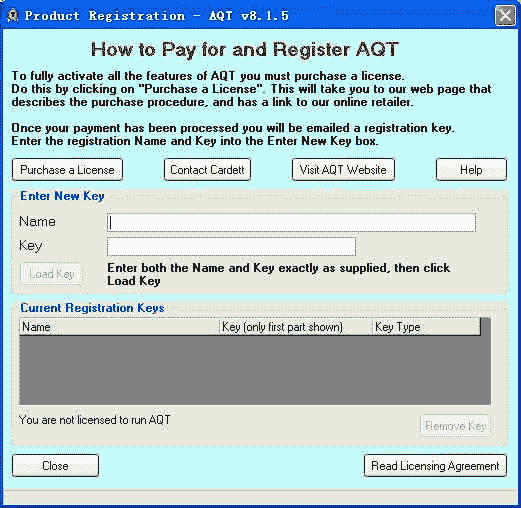 Product Registration - AQT v8.1.5
How to Pay for and Register AQT
To fully activate all the features of AQT you must purchase a license.
Do this by clicking on "Purchase a License". This will take you to our web page that
describes the purchase procedure, and has a link to our online retailer.
Once your payment has been processed you will be emailed a registration key.
Enter the registration Name and Key into the Enter New Key box.
Purchase a License
Contact Cardett
Visit AQT Website
Help
Enter New Key
Name
Key
Load Key
Enter both the Name and Key exactly as supplied, then click
Load Key
Current Registration Keys
Name
Key (only first part shown)
Key Type
You are not licensed to run AQT
Remove Key
Close
Read Licensing Agreement